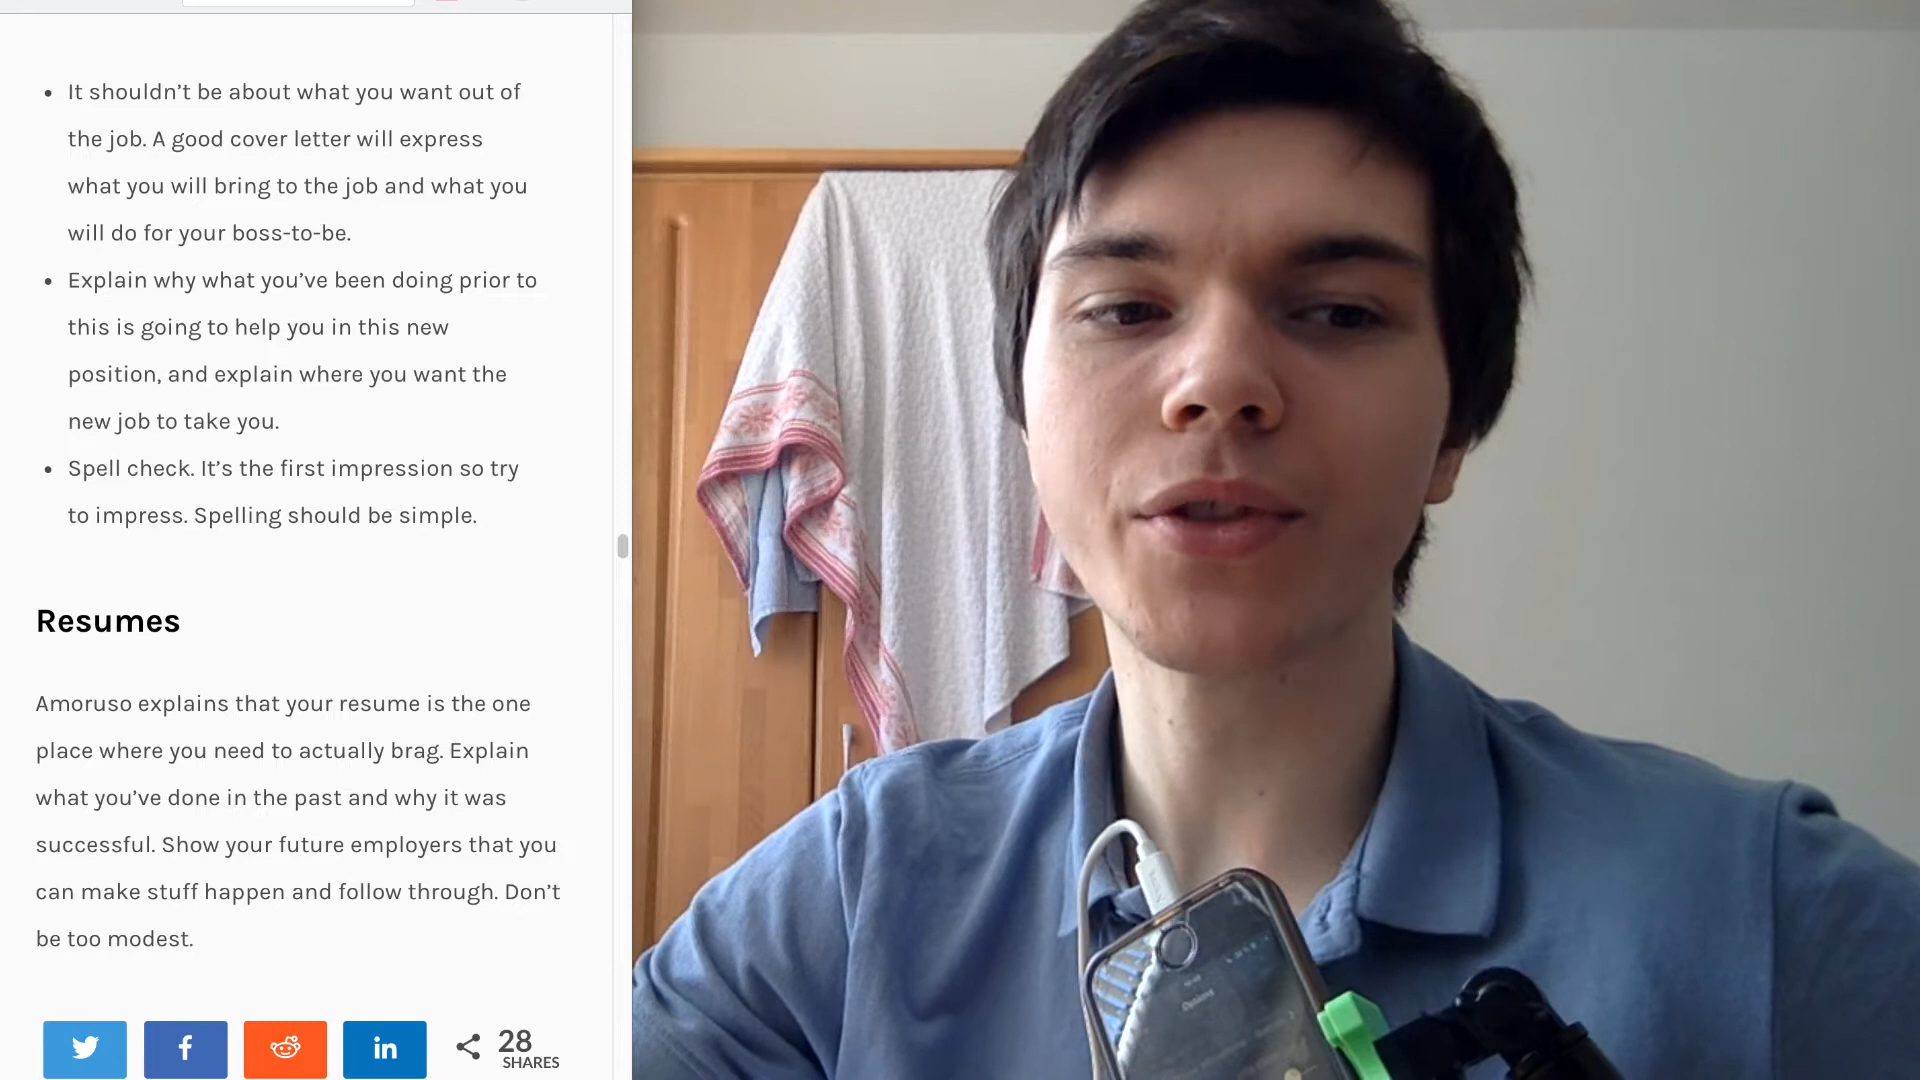 It shouldn’t be about what you want out of
the job. A good cover letter will express
what you will bring to the job and what you
will do for your boss-to-be.
Explain why what you’ve been doing prior to
this is going to help you in this new
position, and explain where you want the
new job to take you.
Spell check. It’s the first impression so try
to impress. Spelling should be simple.
Resumes
Amoruso explains that your resume is the one
place where you need to actually brag. Explain
what you’ve done in the past and why it was
successful. Show your future employers that you
can make stuff happen and follow through. Don’t
be too modest.
28
SHARES
Options